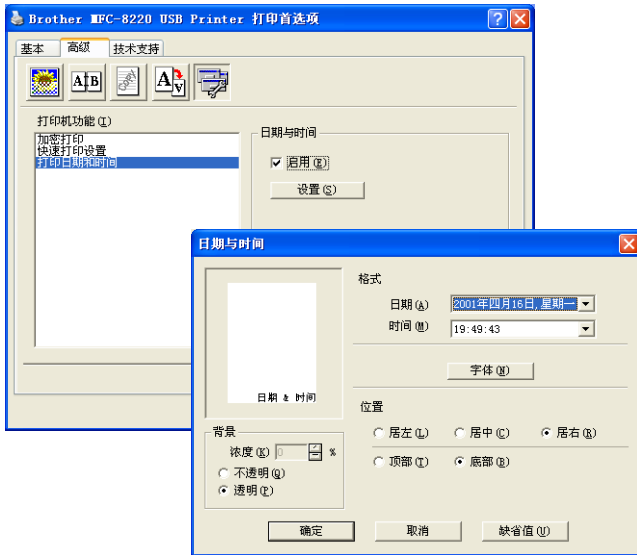 Brother MFC-8220 USB Printer 打印首选项
基本 高级 技术支持
A B A A
打印机功能(I)
加密打印
快速打印设置
打印日期和时间
日期与时间
启用(E)
设置(S)
日期与时间
日期 & 时间
格式
日期(A) 2001年四月16日,星期一
时间(M) 19:49:43
字体(N)
位置
居左(L) 居中(C) 居右(R)
顶部(T) 底部(B)
背景
浓度(K) 0 %
不透明(Q)
透明(P)
确定 取消 缺省值(U)